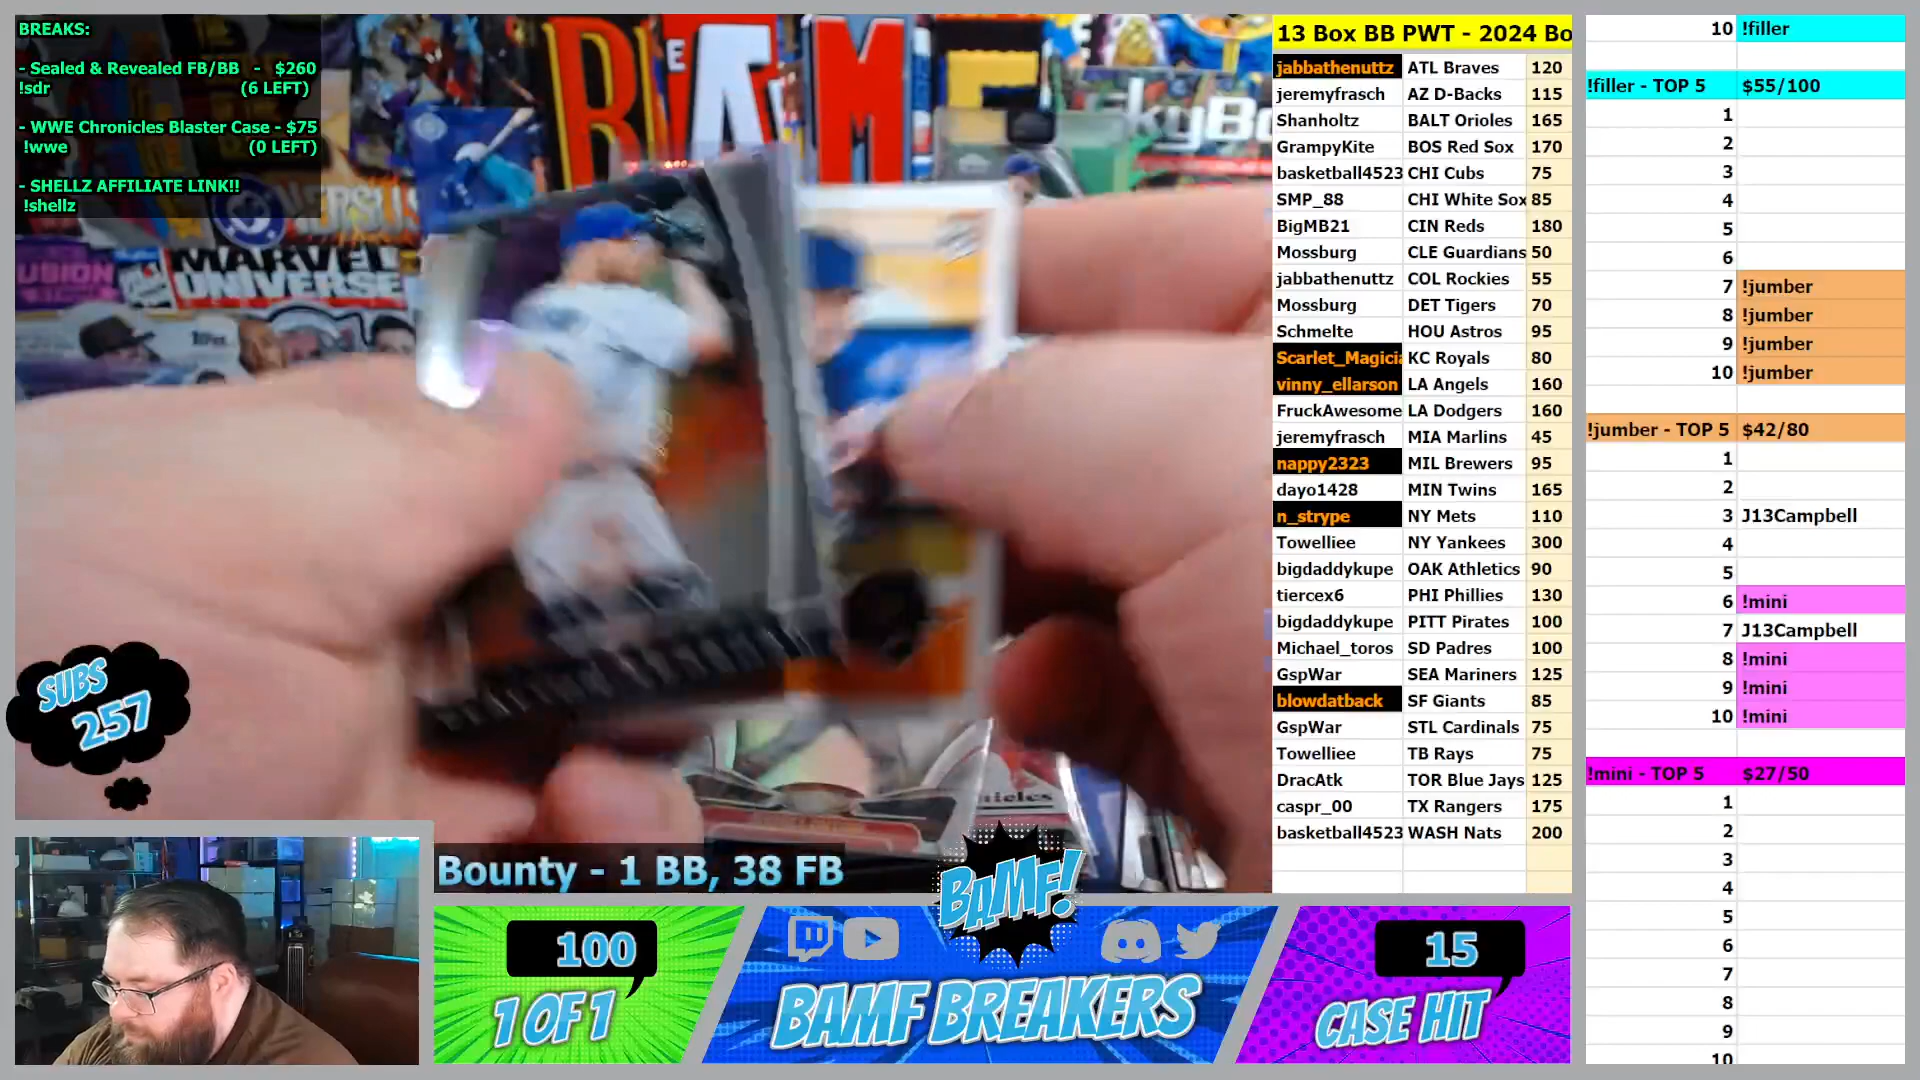 BREAKS:
- Sealed & Revealed FB/BB - $260
!sdr (6 LEFT)
- WWE Chronicles Blaster Case - $75
!wwe (0 LEFT)
- SHELLZ AFFILIATE LINK!!
!shellz
BAMF
kyBo
VERSUS
USION
MARVEL
UNIVERSE
SUBS
257
Bounty - 1 BB, 38 FB
BAMF!
100
1 OF 1
BAMF BREAKERS
15
CASE HIT
13 Box BB PWT - 2024 Bo
jabbathenuttz ATL Braves 120
jeremyfrasch AZ D-Backs 115
Shanholtz BALT Orioles 165
GrampyKite BOS Red Sox 170
basketball4523 CHI Cubs 75
SMP_88 CHI White Sox 85
BigMB21 CIN Reds 180
Mossburg CLE Guardians 50
jabbathenuttz COL Rockies 55
Mossburg DET Tigers 70
Schmelte HOU Astros 95
Scarlet_Magici KC Royals 80
vinny_ellarson LA Angels 160
FruckAwesome LA Dodgers 160
jeremyfrasch MIA Marlins 45
nappy2323 MIL Brewers 95
dayo1428 MIN Twins 165
n_strype NY Mets 110
Towelliee NY Yankees 300
bigdaddykupe OAK Athletics 90
tiercex6 PHI Phillies 130
bigdaddykupe PITT Pirates 100
Michael_toros SD Padres 100
GspWar SEA Mariners 125
blowdatback SF Giants 85
GspWar STL Cardinals 75
Towelliee TB Rays 75
DracAtk TOR Blue Jays 125
caspr_00 TX Rangers 175
basketball4523 WASH Nats 200
10 !filler
!filler - TOP 5 $55/100
1
2
3
4
5
6
7 !jumber
8 !jumber
9 !jumber
10 !jumber
!jumber - TOP 5 $42/80
1
2
3 J13Campbell
4
5
6 !mini
7 J13Campbell
8 !mini
9 !mini
10 !mini
!mini - TOP 5 $27/50
1
2
3
4
5
6
7
8
9
10